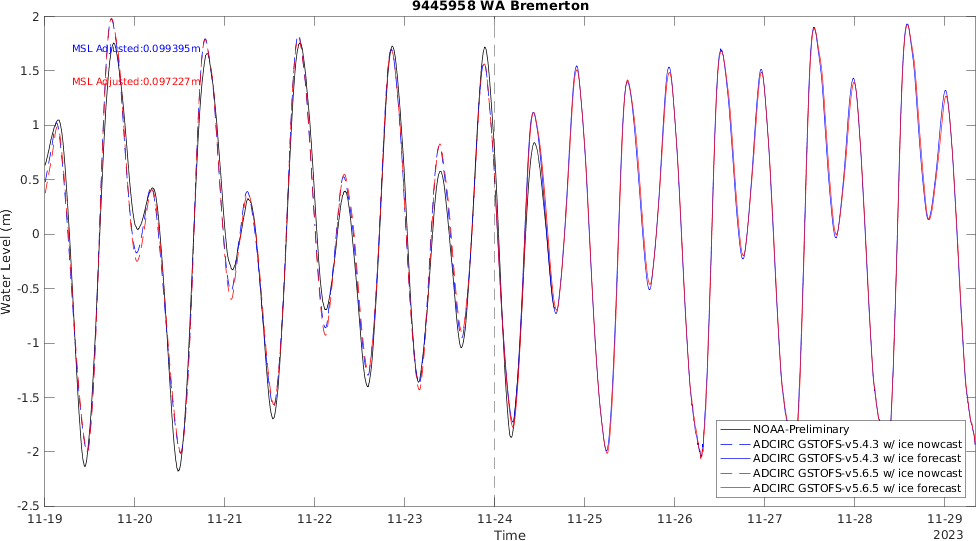 9445958 WA Bremerton
MSL Adjusted:0.099395m
MSL Adjusted:0.097227m
Water Level (m)
2
1.5
1
0.5
0
-0.5
-1
-1.5
-2
-2.5
NOAA-Preliminary
ADCIRC GSTOFS-v5.4.3 w/ ice nowcast
ADCIRC GSTOFS-v5.4.3 w/ ice forecast
ADCIRC GSTOFS-v5.6.5 w/ ice nowcast
ADCIRC GSTOFS-v5.6.5 w/ ice forecast
11-19 11-20 11-21 11-22 11-23 11-24 11-25 11-26 11-27 11-28 11-29
Time 2023